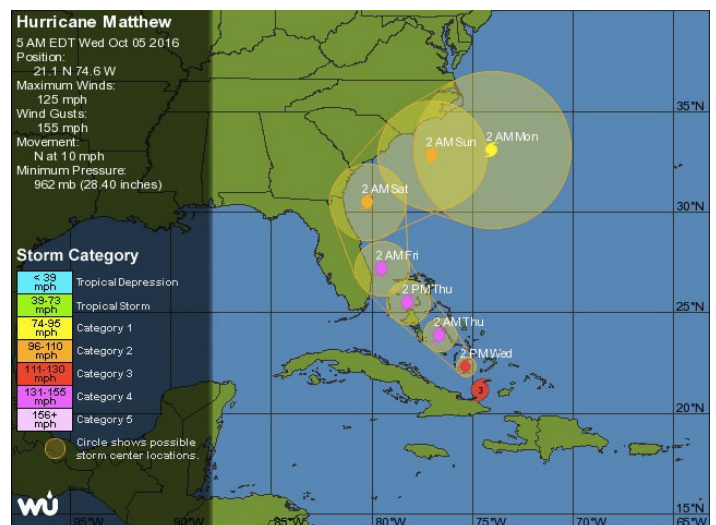 Hurricane Matthew
5 AM EDT Wed Oct 05 2016
Position:
21.1 N 74.6 W
Maximum Winds:
125 mph
Wind Gusts:
155 mph
Movement:
N at 10 mph
Minimum Pressure:
962 mb (28.40 inches)
Storm Category
< 39 mph
Tropical Depression
39-73 mph
Tropical Storm
74-95 mph
Category 1
96-110 mph
Category 2
111-130 mph
Category 3
131-155 mph
Category 4
156+ mph
Category 5
Circle shows possible
storm center locations.
wu
2 AM Mon
2 AM Sun
2 AM Sat
2 AM Fri
2 PM Thu
2 AM Thu
2 PM Wed
3
35°N
30°N
25°N
20°N
15°N
95°W
90°W
85°W
80°W
75°W
70°W
65°W